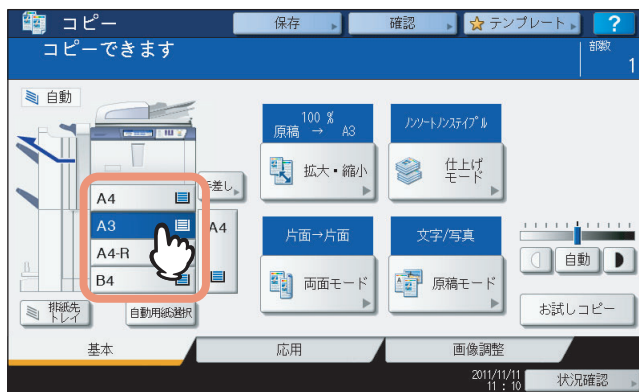 コピー
保存
確認
テンプレート
?
コピーできます
部数
1
自動
100 %
原稿 → A3
ノンソートノンステイプル
拡大・縮小
仕上げ
モード
手差し
A4
A3
A4-R
B4
A4
片面→片面
文字/写真
両面モード
原稿モード
自動
排紙先
トレイ
自動用紙選択
お試しコピー
基本
応用
画像調整
2011/11/11
11 : 10
状況確認